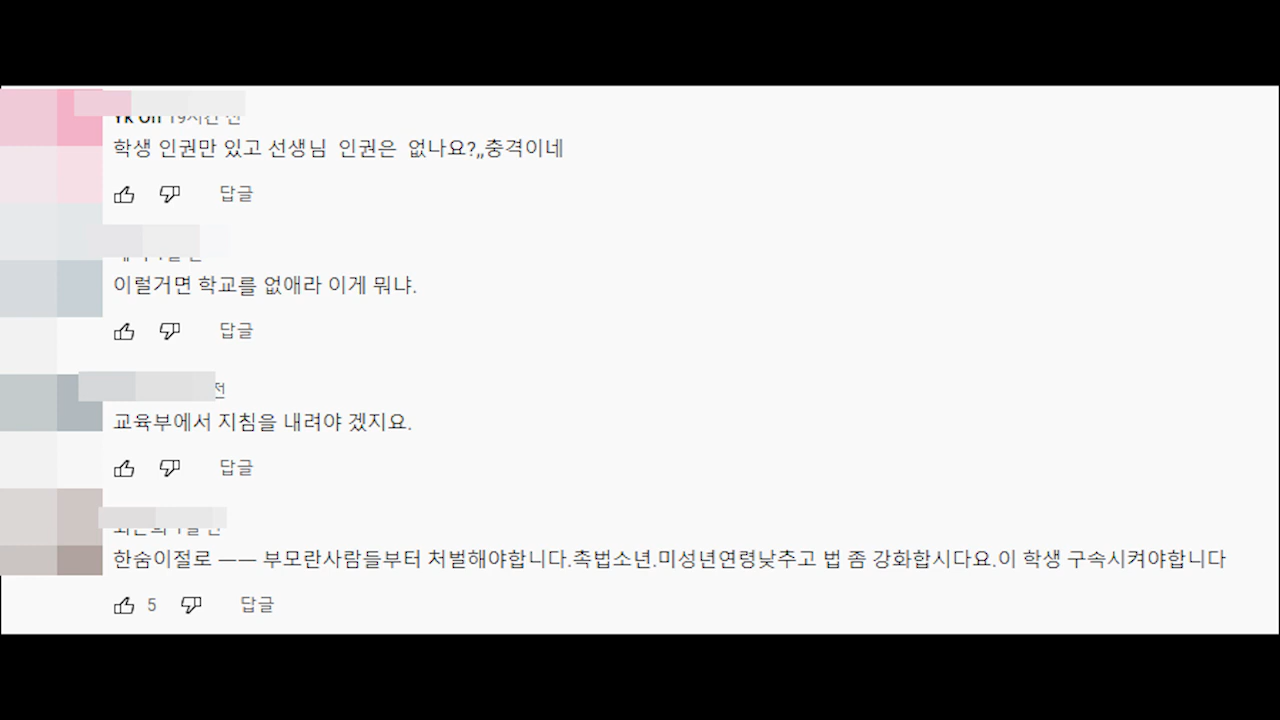 학생 인권만 있고 선생님 인권은 없나요?,,충격이네
답글
이럴거면 학교를 없애라 이게 뭐냐.
답글
전
교육부에서 지침을 내려야 겠지요.
답글
한숨이절로 ㅡㅡ 부모란사람들부터 처벌해야합니다.촉법소년.미성년연령낮추고 법 좀 강화합시다요.이 학생 구속시켜야합니다
5 답글